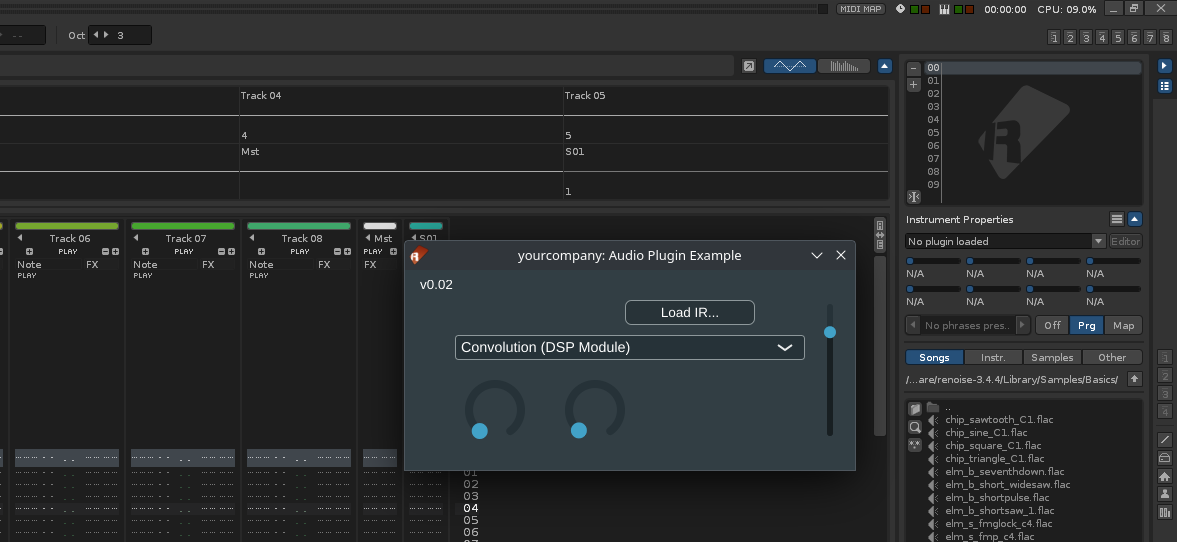 MIDI MAP 00:00:00 CPU: 09.0%
-- Oct 3 1 2 3 4 5 6 7 8
Track 04 Track 05
4 5
Mst S01
1
00
01
02
03
04
05
06
07
08
09
Instrument Properties
No plugin loaded Editor
N/A N/A N/A N/A
N/A N/A N/A N/A
No phrases pres.. Off Prg Map
Songs Instr. Samples Other
/...are/renoise-3.4.4/Library/Samples/Basics/
..
chip_sawtooth_C1.flac
chip_sine_C1.flac
chip_square_C1.flac
chip_triangle_C1.flac
elm_b_seventhdown.flac
elm_b_short_widesaw.flac
elm_b_shortpulse.flac
elm_b_shortsaw_1.flac
elm_s_fmglock_c4.flac
elm_s_fmp_c4.flac
1
2
3
4
Track 06 Track 07 Track 08 Mst S01
PLAY PLAY PLAY PLAY
Note FX Note FX Note FX FX
PLAY PLAY PLAY PLAY
yourcompany: Audio Plugin Example
v0.02
Load IR...
Convolution (DSP Module)
01
02
03
04
05
06